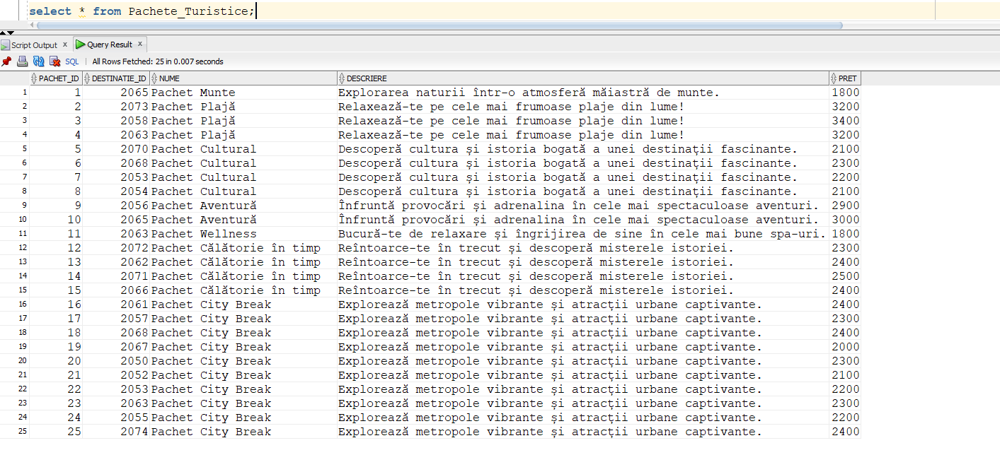 select * from Pachete_Turistice;
Script Output x Query Result x
SQL | All Rows Fetched: 25 in 0.007 seconds
PACHET_ID DESTINATIE_ID NUME DESCRIERE PRET
1 1 2065 Pachet Munte Explorarea naturii într-o atmosferă măiastră de munte. 1800
2 2 2073 Pachet Plajă Relaxează-te pe cele mai frumoase plaje din lume! 3200
3 3 2058 Pachet Plajă Relaxează-te pe cele mai frumoase plaje din lume! 3400
4 4 2063 Pachet Plajă Relaxează-te pe cele mai frumoase plaje din lume! 3200
5 5 2070 Pachet Cultural Descoperă cultura și istoria bogată a unei destinații fascinante. 2100
6 6 2068 Pachet Cultural Descoperă cultura și istoria bogată a unei destinații fascinante. 2300
7 7 2053 Pachet Cultural Descoperă cultura și istoria bogată a unei destinații fascinante. 2200
8 8 2054 Pachet Cultural Descoperă cultura și istoria bogată a unei destinații fascinante. 2100
9 9 2056 Pachet Aventură Înfruntă provocări și adrenalina în cele mai spectaculoase aventuri. 2900
10 10 2065 Pachet Aventură Înfruntă provocări și adrenalina în cele mai spectaculoase aventuri. 3000
11 11 2063 Pachet Wellness Bucură-te de relaxare și îngrijirea de sine în cele mai bune spa-uri. 1800
12 12 2072 Pachet Călătorie în timp Reîntoarce-te în trecut și descoperă misterele istoriei. 2300
13 13 2062 Pachet Călătorie în timp Reîntoarce-te în trecut și descoperă misterele istoriei. 2400
14 14 2071 Pachet Călătorie în timp Reîntoarce-te în trecut și descoperă misterele istoriei. 2500
15 15 2066 Pachet Călătorie în timp Reîntoarce-te în trecut și descoperă misterele istoriei. 2400
16 16 2061 Pachet City Break Explorează metropole vibrante și atracții urbane captivante. 2400
17 17 2057 Pachet City Break Explorează metropole vibrante și atracții urbane captivante. 2300
18 18 2068 Pachet City Break Explorează metropole vibrante și atracții urbane captivante. 2400
19 19 2067 Pachet City Break Explorează metropole vibrante și atracții urbane captivante. 2000
20 20 2050 Pachet City Break Explorează metropole vibrante și atracții urbane captivante. 2300
21 21 2052 Pachet City Break Explorează metropole vibrante și atracții urbane captivante. 2100
22 22 2053 Pachet City Break Explorează metropole vibrante și atracții urbane captivante. 2200
23 23 2063 Pachet City Break Explorează metropole vibrante și atracții urbane captivante. 2300
24 24 2055 Pachet City Break Explorează metropole vibrante și atracții urbane captivante. 2200
25 25 2074 Pachet City Break Explorează metropole vibrante și atracții urbane captivante. 2400